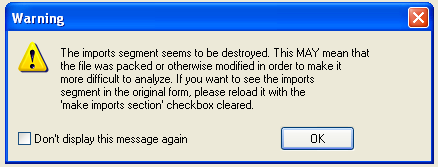 Warning
The imports segment seems to be destroyed. This MAY mean that
the file was packed or otherwise modified in order to make it
more difficult to analyze. If you want to see the imports
segment in the original form, please reload it with the
'make imports section' checkbox cleared.
Don't display this message again
OK